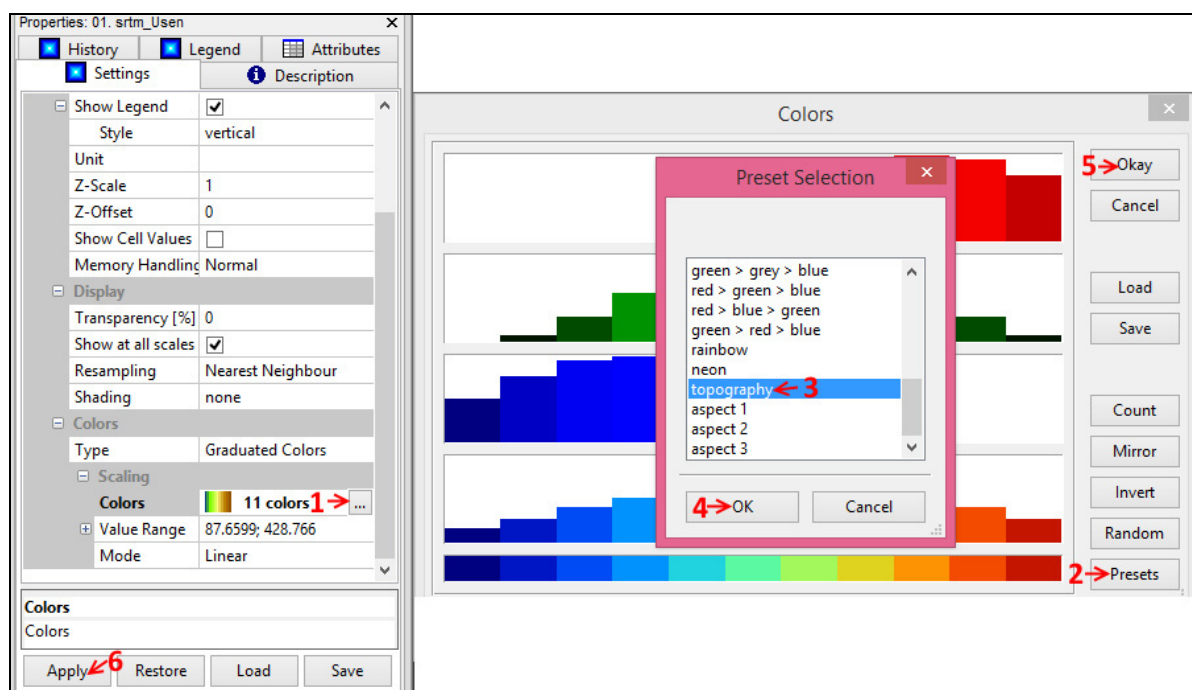 Properties: 01. srtm_Usen
History Legend Attributes
Settings Description
Show Legend
Style vertical
Unit
Z-Scale 1
Z-Offset 0
Show Cell Values
Memory Handling Normal
Display
Transparency [%] 0
Show at all scales
Resampling Nearest Neighbour
Shading none
Colors
Type Graduated Colors
Scaling
Colors 11 colors 1 ...
Value Range 87.6599; 428.766
Mode Linear
Colors
Colors
Apply 6 Restore Load Save
Colors
Preset Selection
green > grey > blue
red > green > blue
red > blue > green
green > red > blue
rainbow
neon
topography 3
aspect 1
aspect 2
aspect 3
4 OK Cancel
5 Okay
Cancel
Load
Save
Count
Mirror
Invert
Random
2 Presets